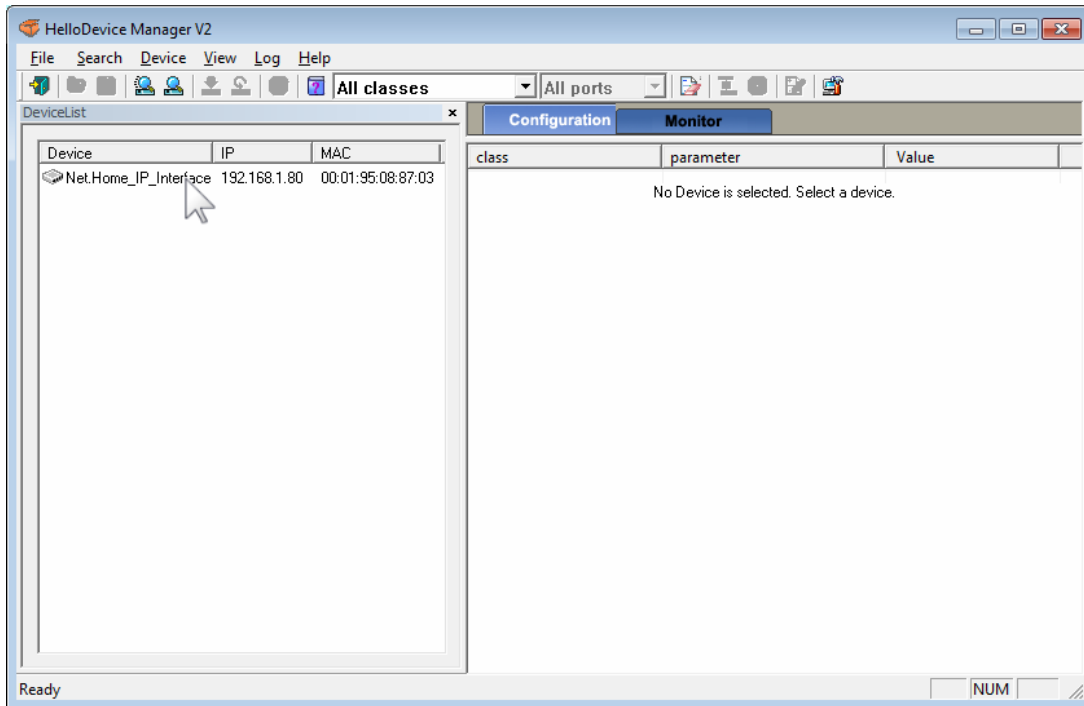 HelloDevice Manager V2
File Search Device View Log Help
All classes All ports
DeviceList x
Configuration Monitor
Device IP MAC
class parameter Value
Net.Home_IP_Interface 192.168.1.80 00:01:95:08:87:03
No Device is selected. Select a device.
Ready NUM